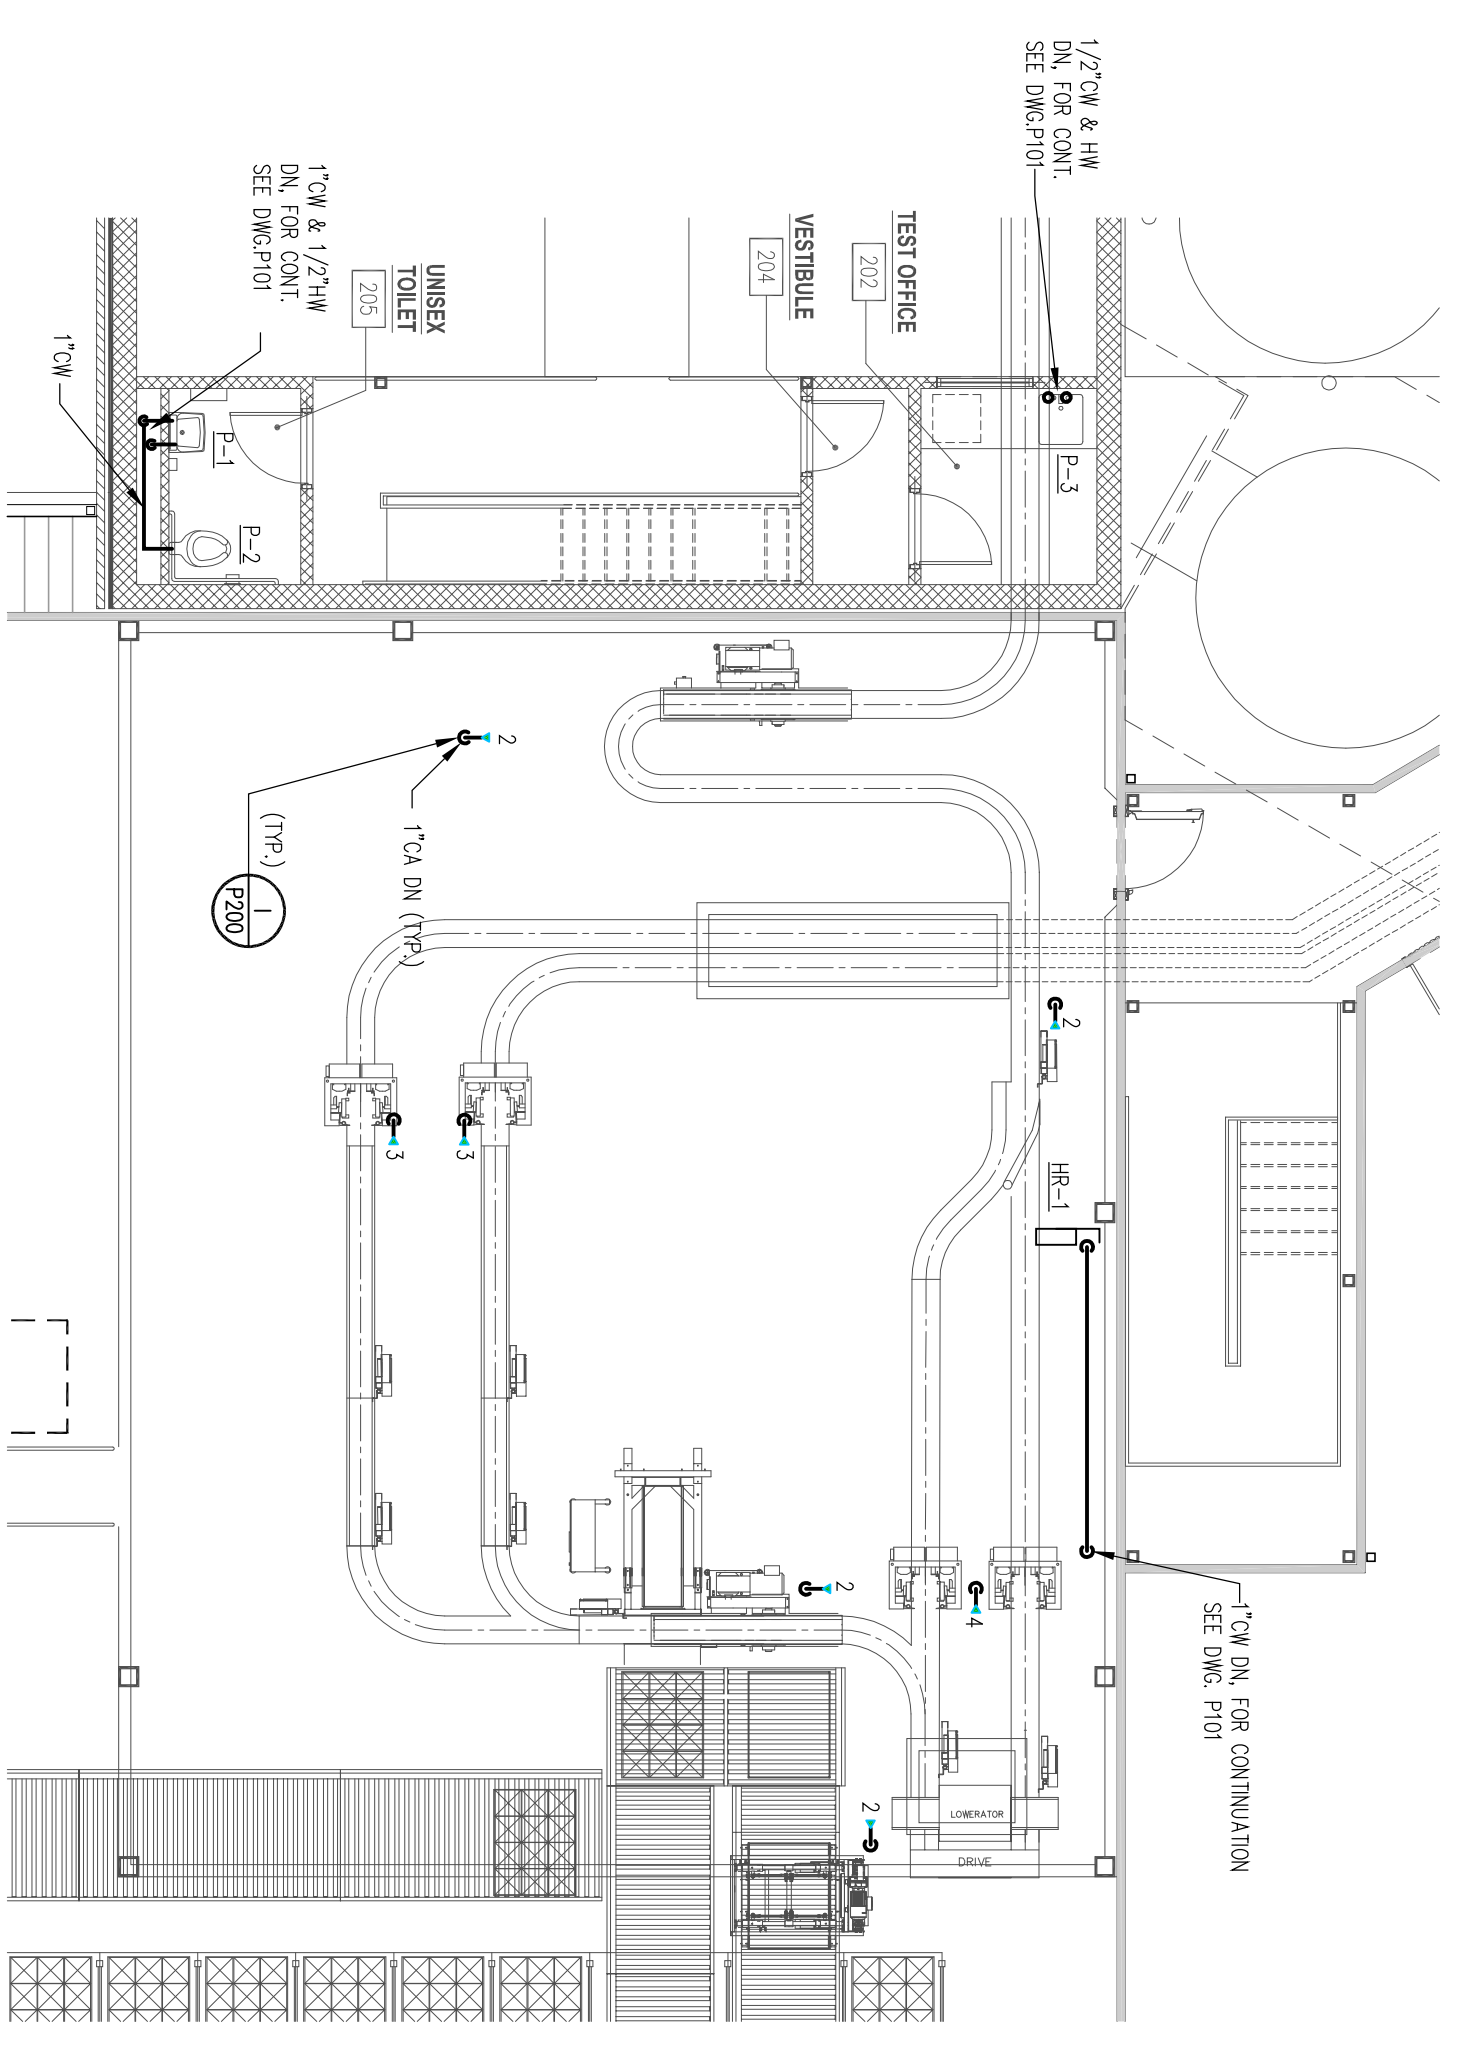 1/2"CW & HW
DN, FOR CONT.
SEE DWG.P101
1"CW & 1/2"HW
DN, FOR CONT.
SEE DWG.P101
1"CW
UNISEX
TOILET
205
VESTIBULE
204
TEST OFFICE
202
P-1
P-2
P-3
2
1"CA DN (TYP.)
(TYP.)
1
P200
2
3
3
HR-1
2
4
1"CW DN, FOR CONTINUATION
SEE DWG. P101
2
LOWERATOR
DRIVE